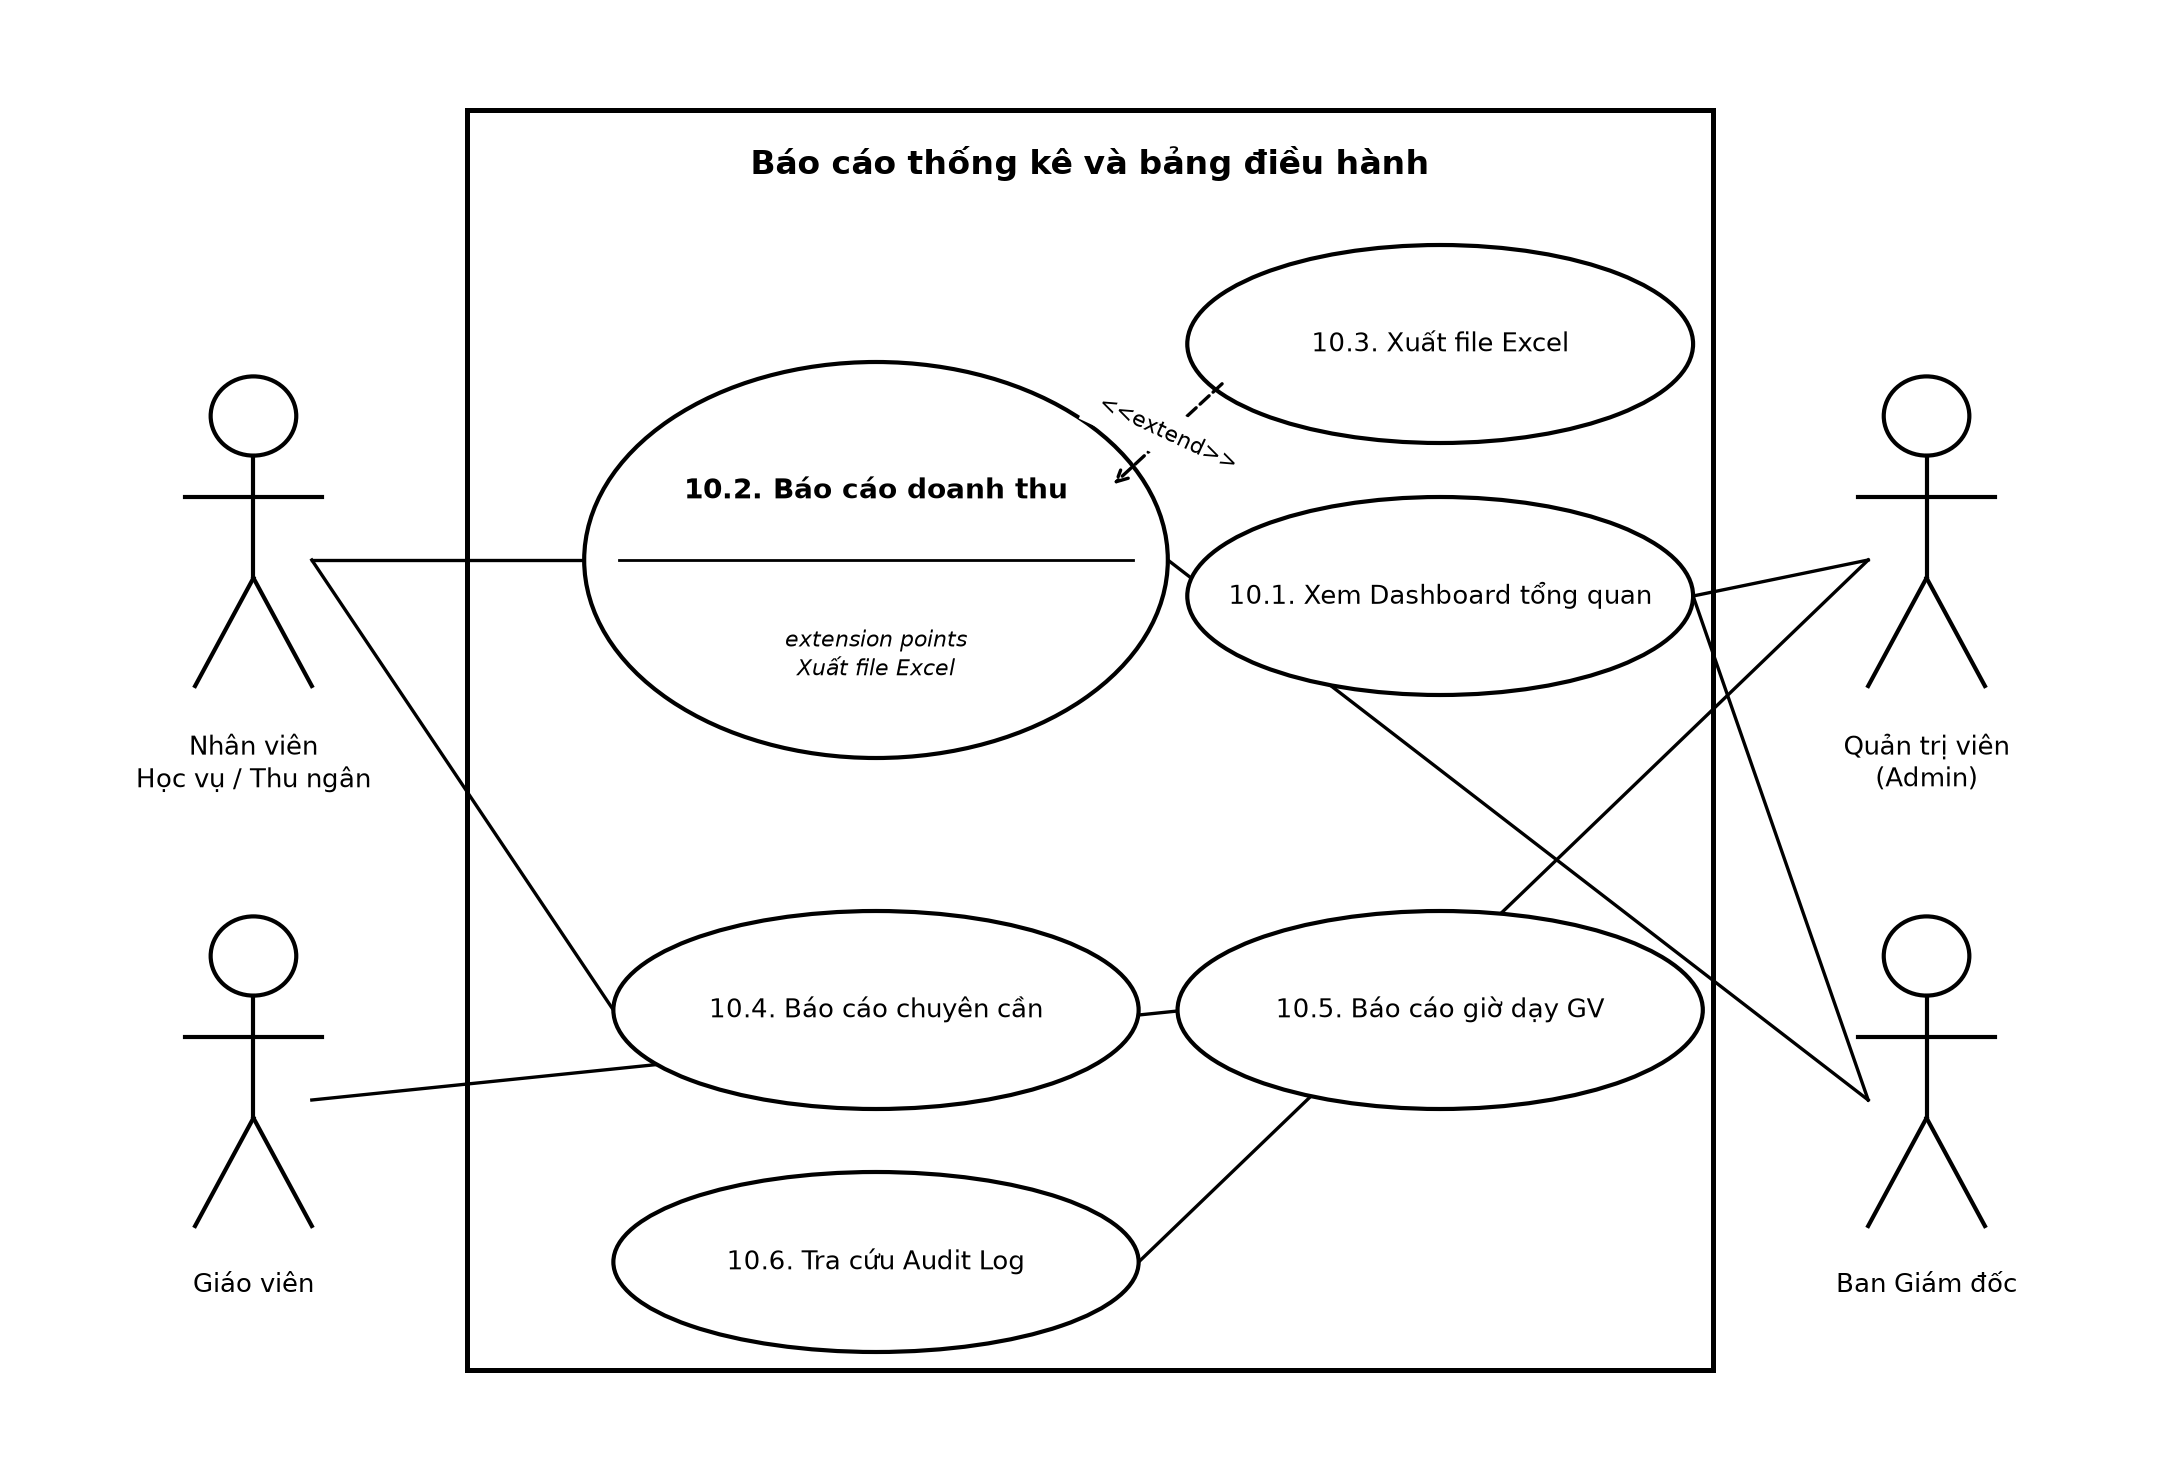 Báo cáo thống kê và bảng điều hành
10.3. Xuất file Excel
<<extend>>
10.2. Báo cáo doanh thu
extension points
Xuất file Excel
10.1. Xem Dashboard tổng quan
Nhân viên
Học vụ / Thu ngân
Quản trị viên
(Admin)
10.4. Báo cáo chuyên cần
10.5. Báo cáo giờ dạy GV
10.6. Tra cứu Audit Log
Giáo viên
Ban Giám đốc